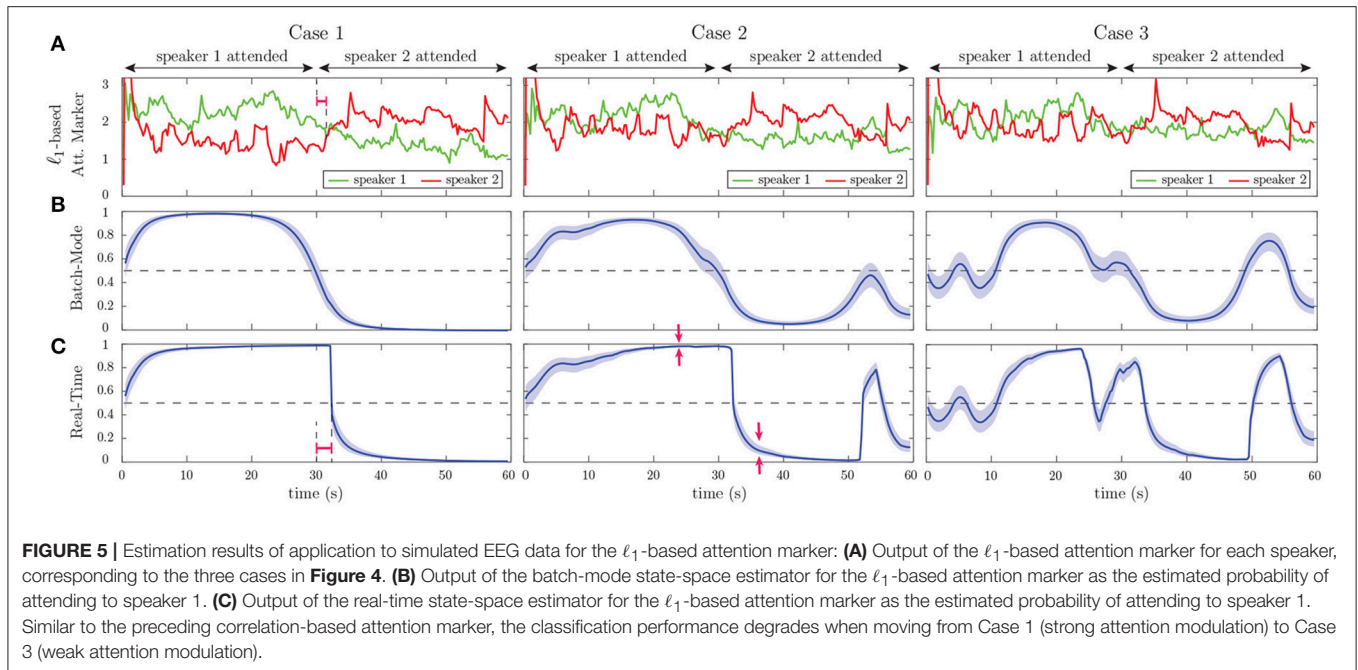 Case 1
Case 2
Case 3
A
speaker 1 attended
speaker 2 attended
speaker 1 attended
speaker 2 attended
speaker 1 attended
speaker 2 attended
ℓ1-based
Att. Marker
3
2
1
0
speaker 1
speaker 2
speaker 1
speaker 2
speaker 1
speaker 2
B
Batch-Mode
1
0.8
0.6
0.4
0.2
0
C
Real-Time
1
0.8
0.6
0.4
0.2
0
0 10 20 30 40 50 60
0 10 20 30 40 50 60
0 10 20 30 40 50 60
time (s)
time (s)
time (s)
FIGURE 5 | Estimation results of application to simulated EEG data for the ℓ1-based attention marker: (A) Output of the ℓ1-based attention marker for each speaker,
corresponding to the three cases in Figure 4. (B) Output of the batch-mode state-space estimator for the ℓ1-based attention marker as the estimated probability of
attending to speaker 1. (C) Output of the real-time state-space estimator for the ℓ1-based attention marker as the estimated probability of attending to speaker 1.
Similar to the preceding correlation-based attention marker, the classification performance degrades when moving from Case 1 (strong attention modulation) to Case
3 (weak attention modulation).